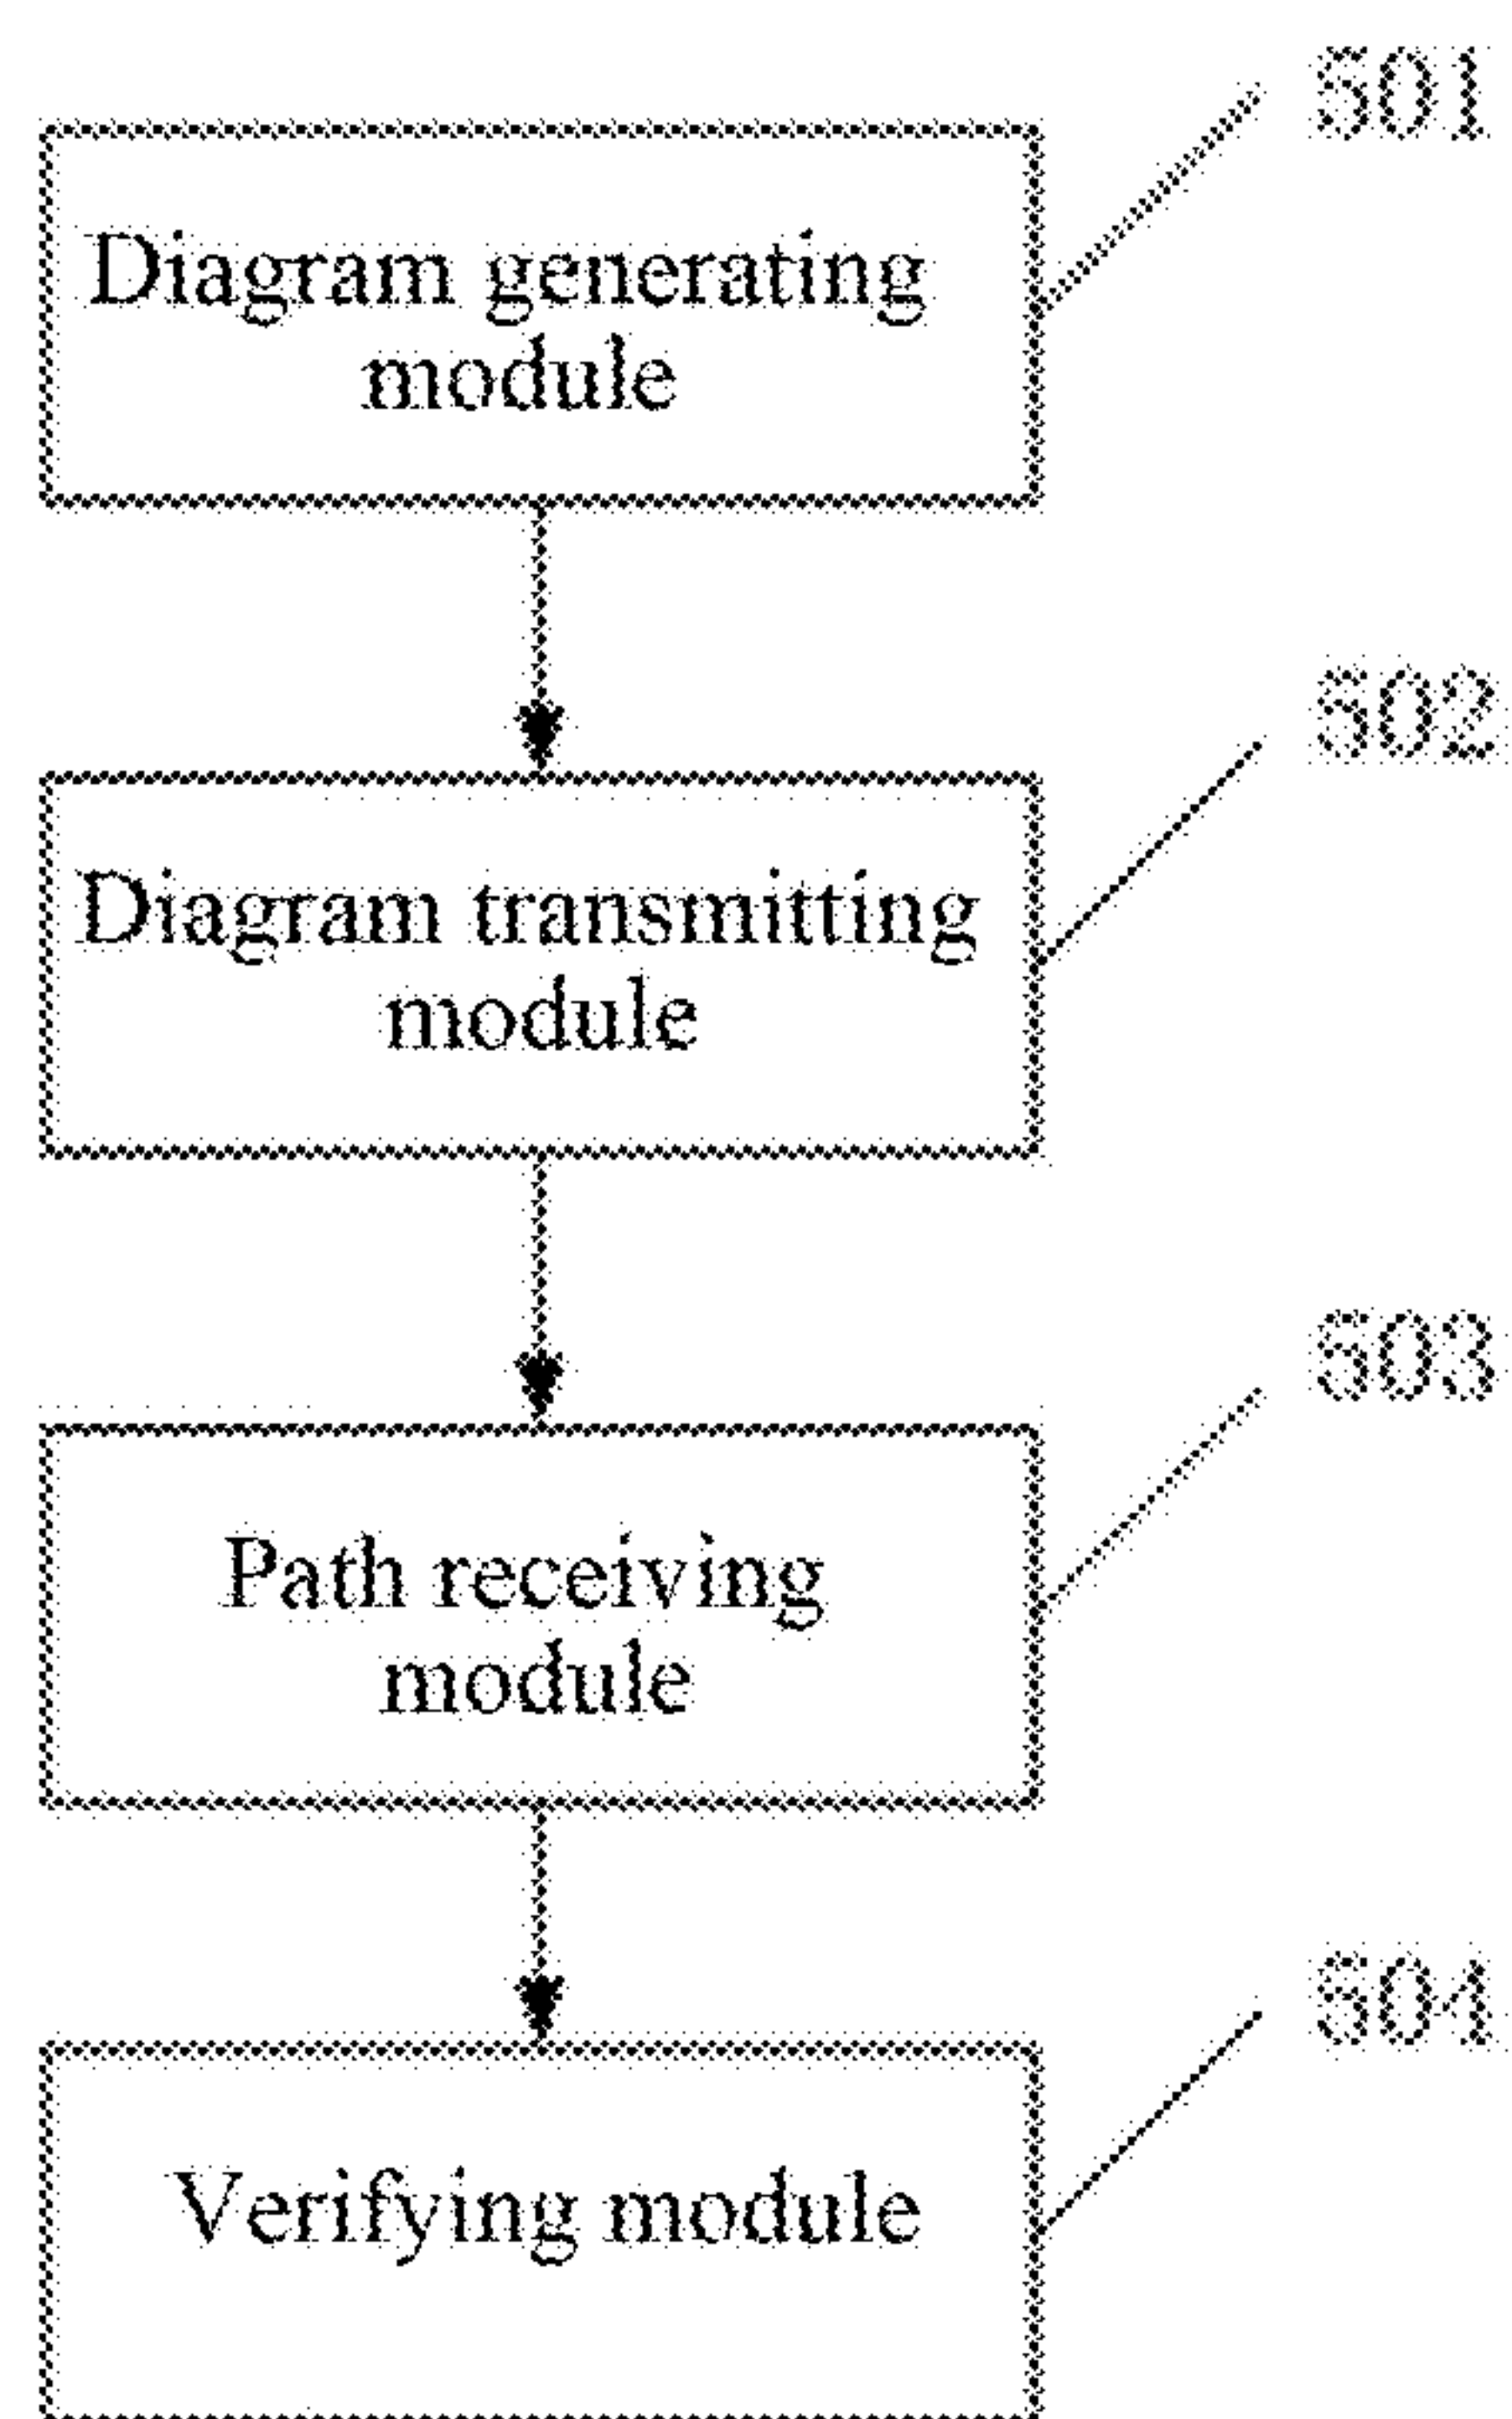 501
Diagram generating
module
502
Diagram transmitting
module
503
Path receiving
module
504
Verifying module